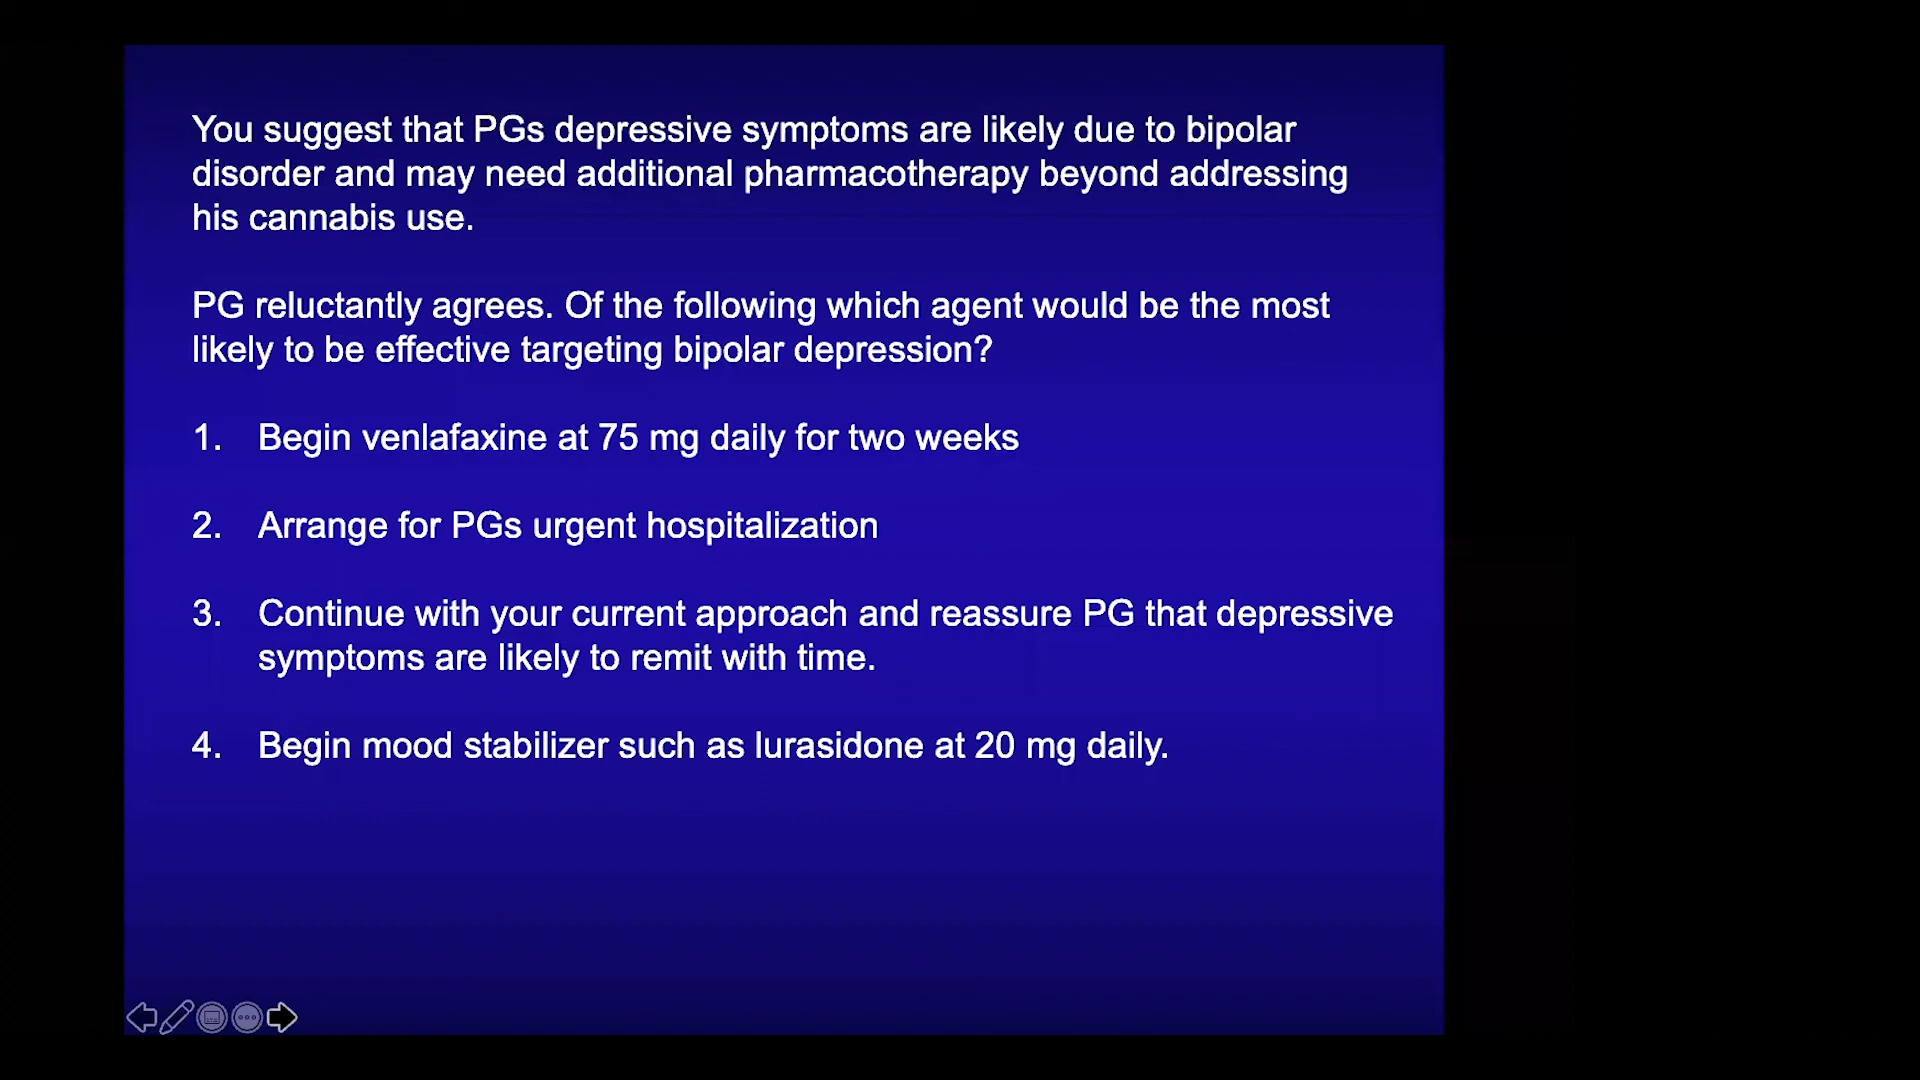 You suggest that PGs depressive symptoms are likely due to bipolar
disorder and may need additional pharmacotherapy beyond addressing
his cannabis use.
PG reluctantly agrees. Of the following which agent would be the most
likely to be effective targeting bipolar depression?
1. Begin venlafaxine at 75 mg daily for two weeks
2. Arrange for PGs urgent hospitalization
3. Continue with your current approach and reassure PG that depressive
symptoms are likely to remit with time.
4. Begin mood stabilizer such as lurasidone at 20 mg daily.